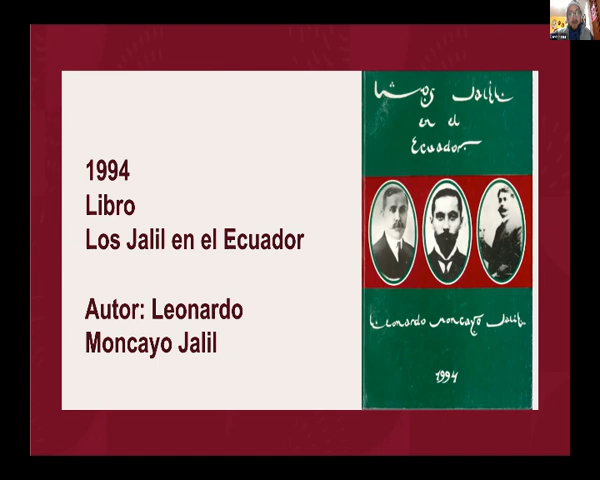 1994
Libro
Los Jalil en el Ecuador
Autor: Leonardo
Moncayo Jalil
Los Jalil
en el
Ecuador
Leonardo Moncayo Jalil
1994